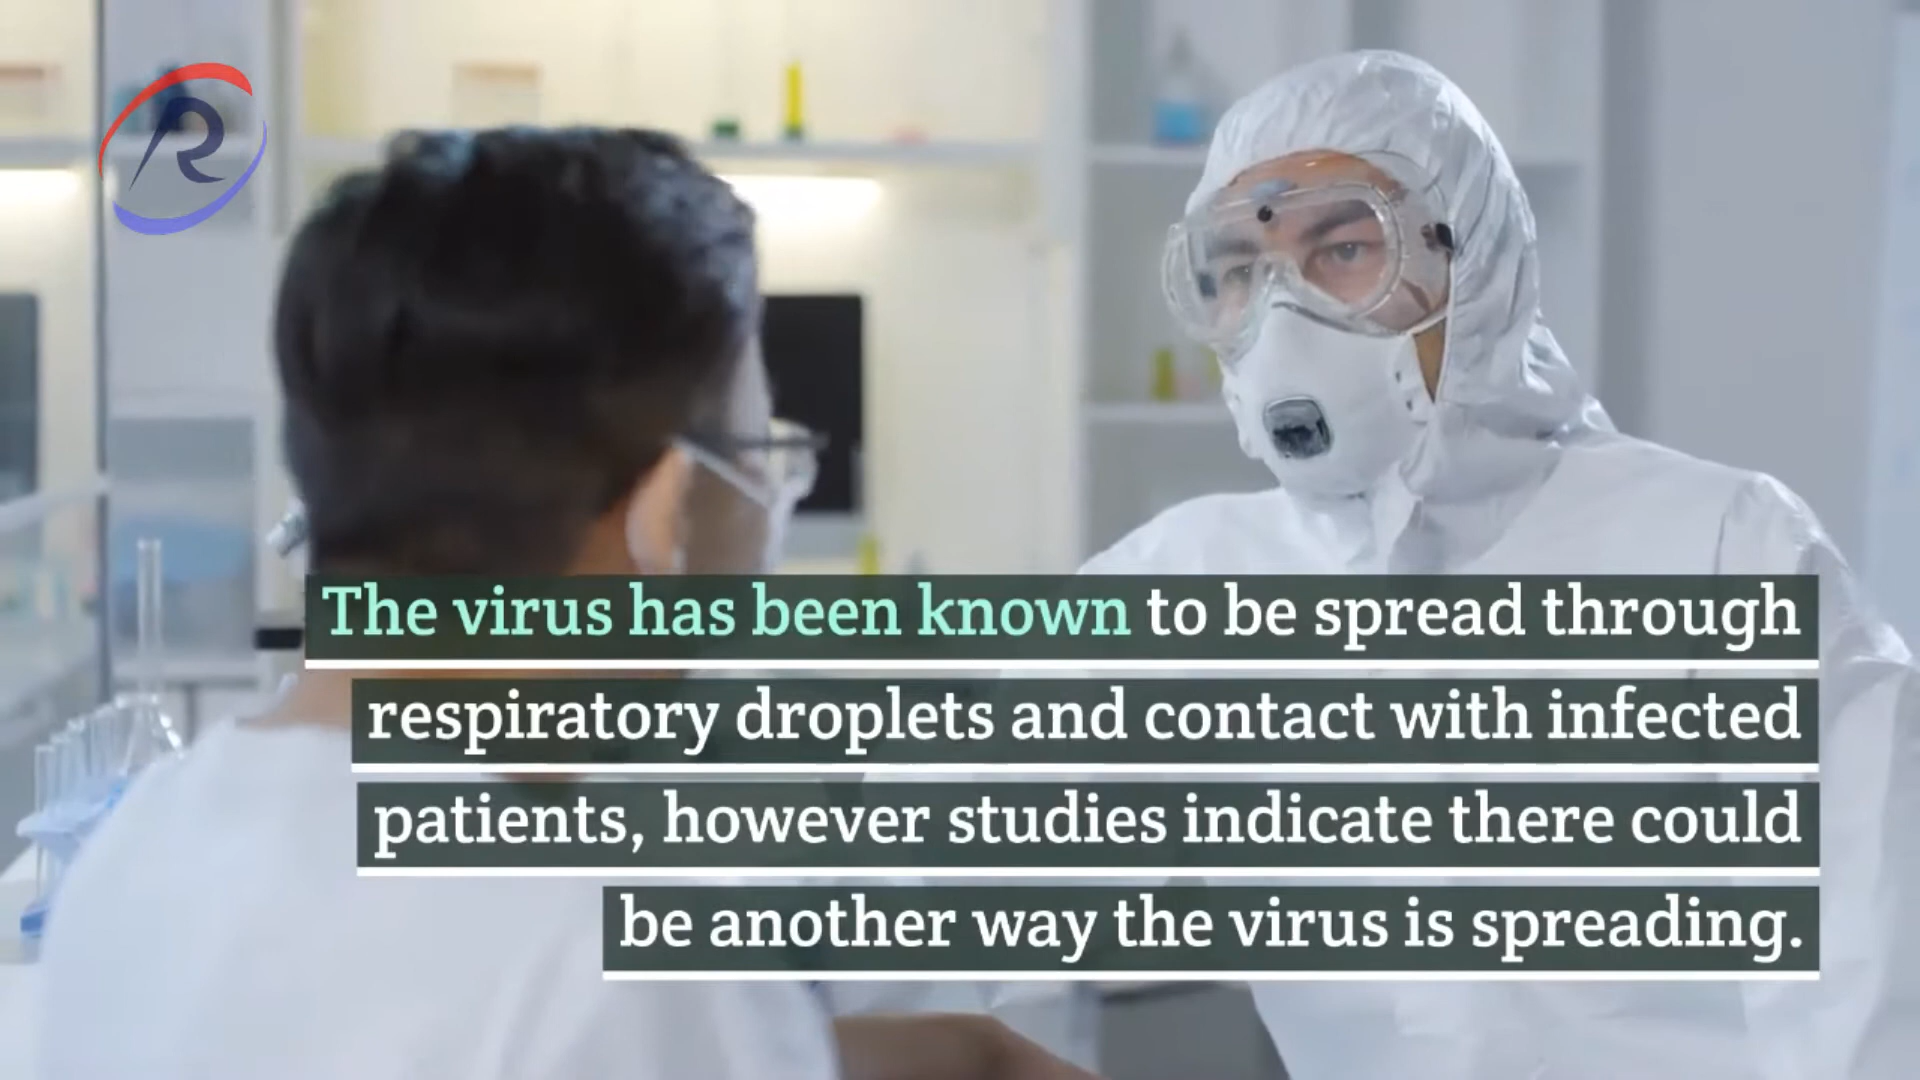 R
The virus has been known to be spread through
respiratory droplets and contact with infected
patients, however studies indicate there could
be another way the virus is spreading.